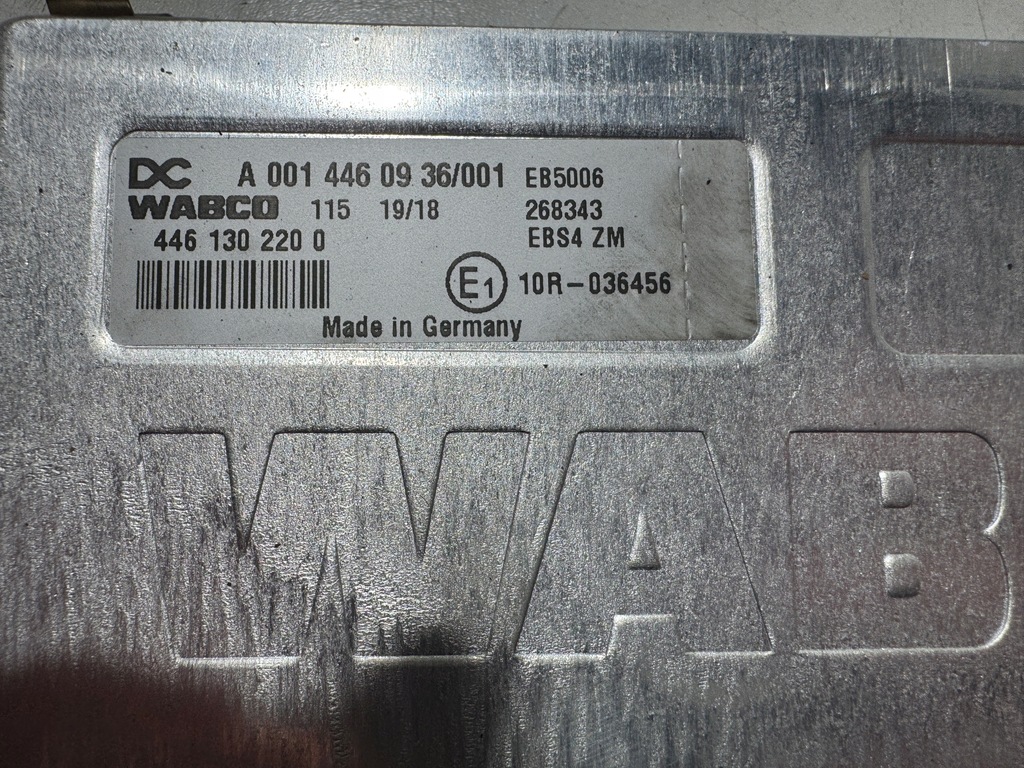 DC A 001 446 09 36/001 EB5006
WABCO 115 19/18 268343
446 130 220 0 EBS4 ZM
E1 10R-036456
Made in Germany
WAB